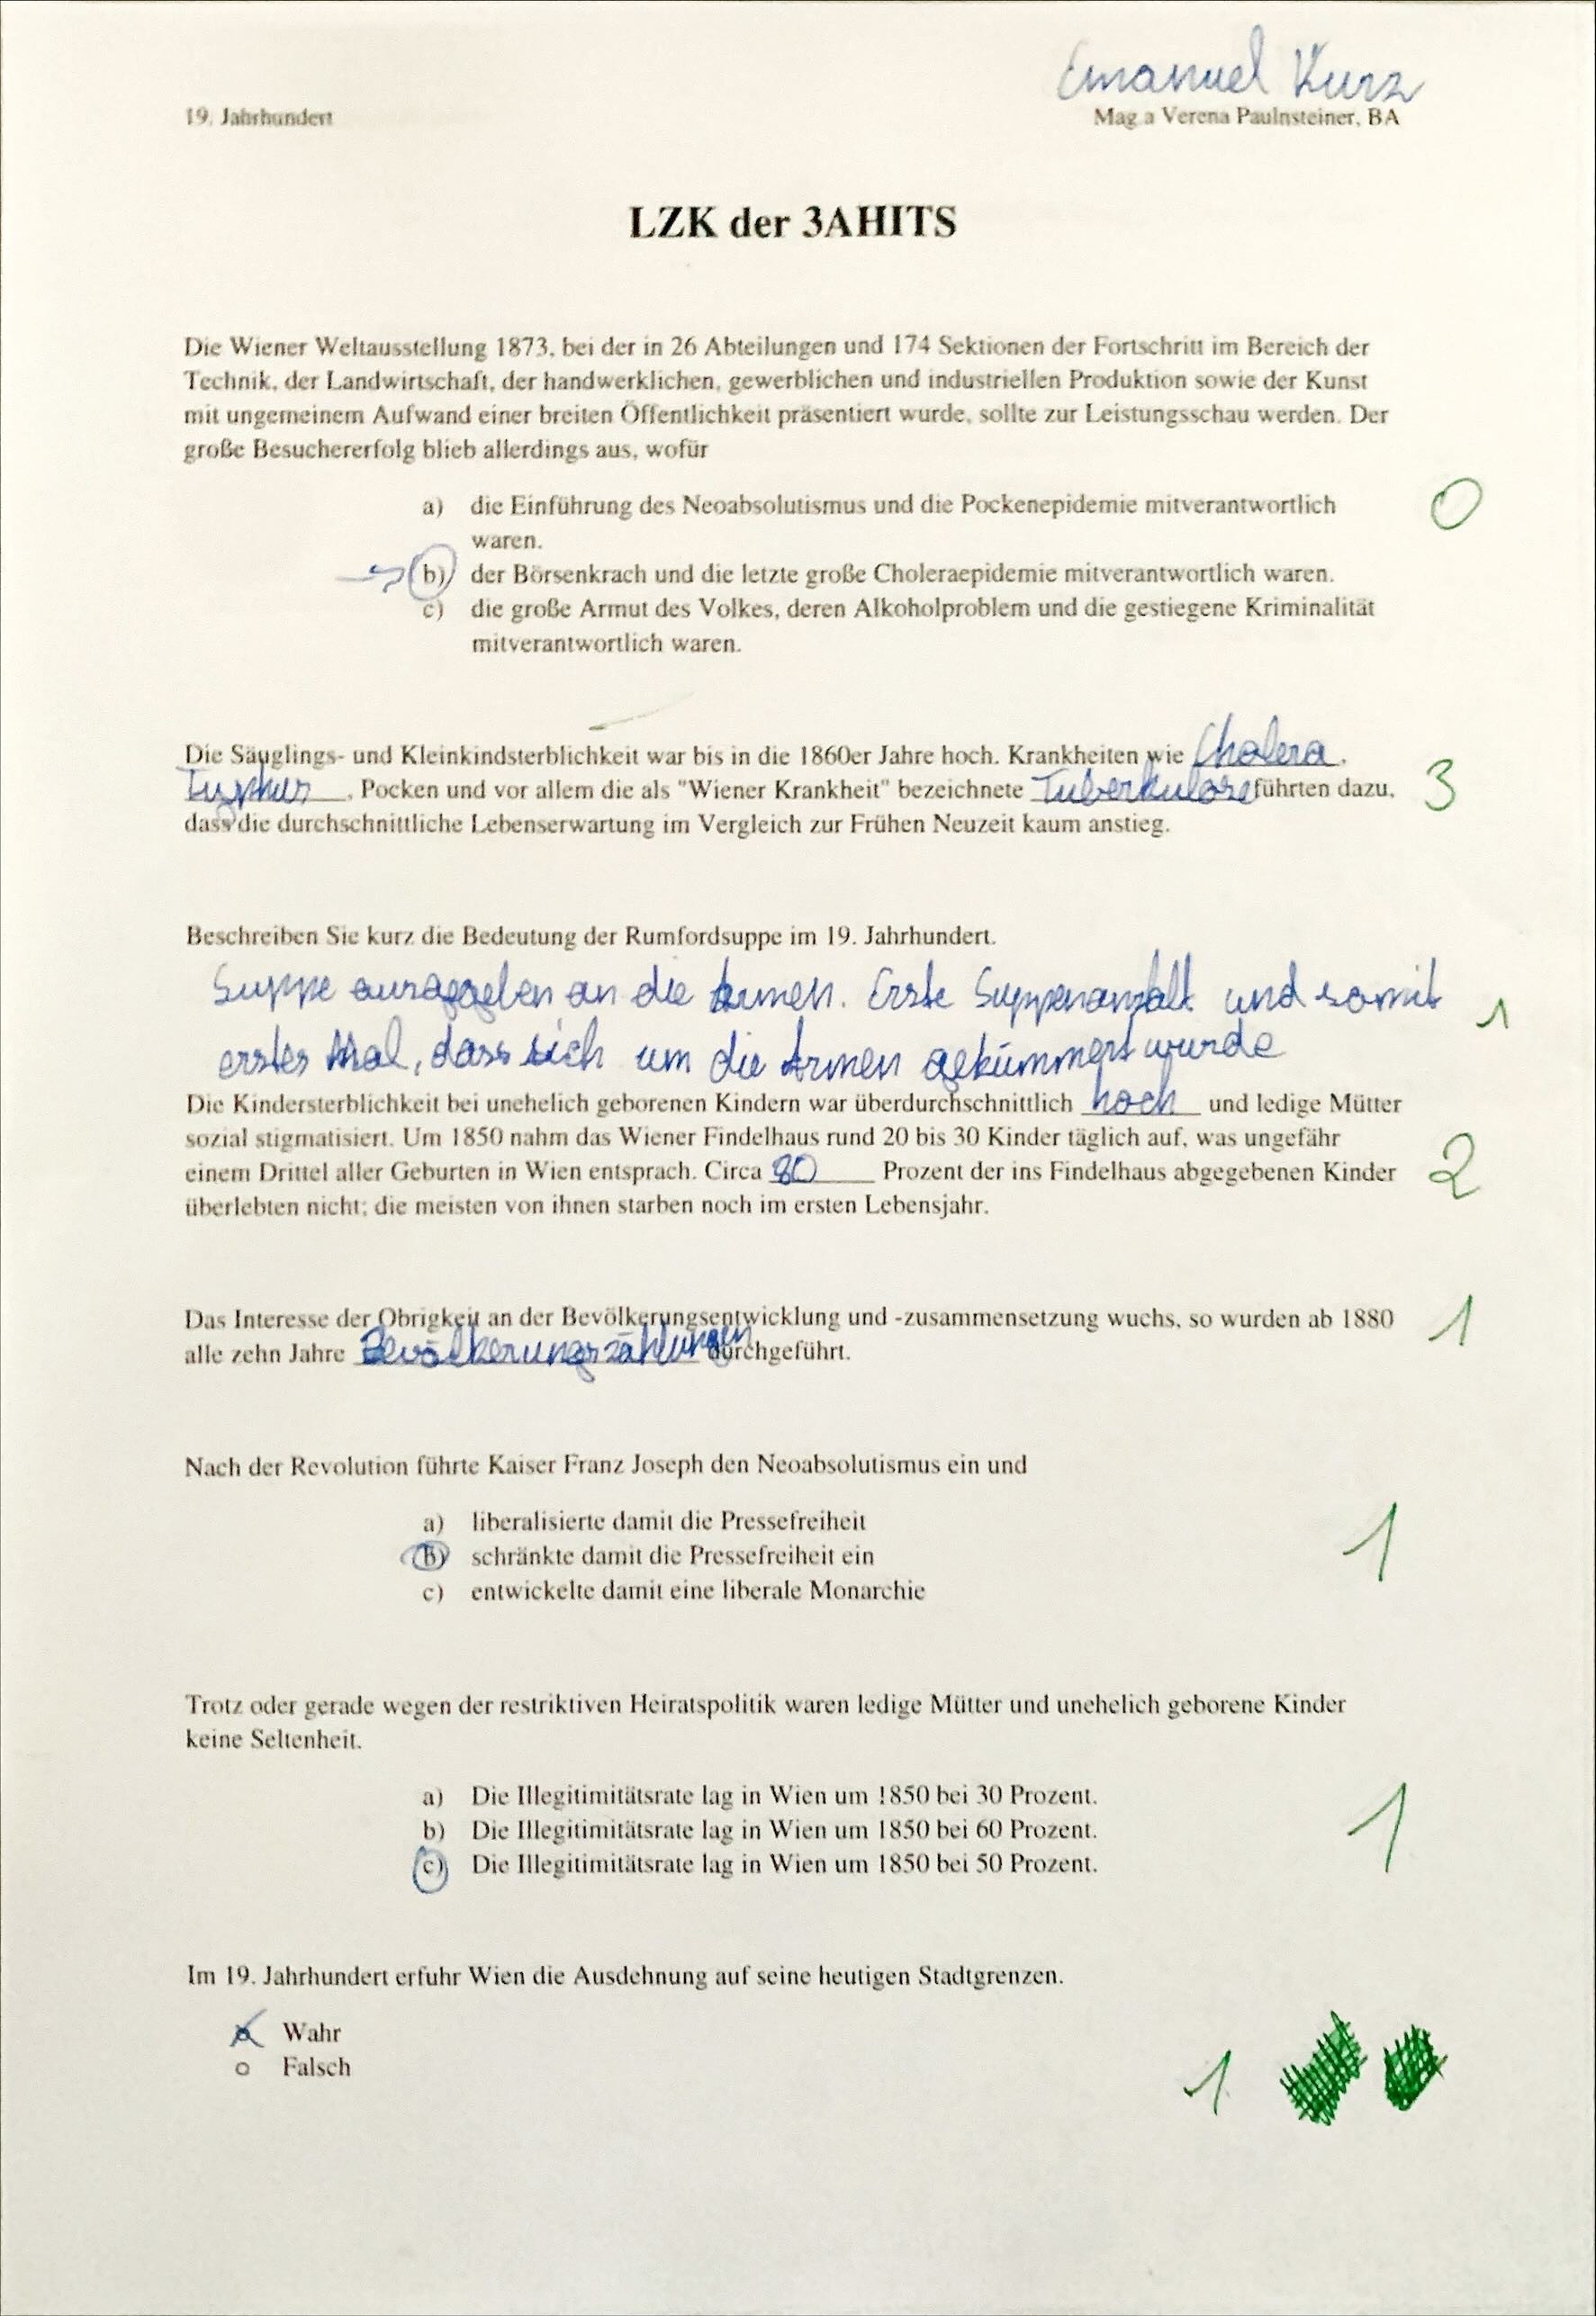 Emanuel Kurz
19. Jahrhundert
Mag.a Verena Paulnsteiner, BA
LZK der 3AHITS
Die Wiener Weltausstellung 1873, bei der in 26 Abteilungen und 174 Sektionen der Fortschritt im Bereich der
Technik, der Landwirtschaft, der handwerklichen, gewerblichen und industriellen Produktion sowie der Kunst
mit ungemeinem Aufwand einer breiten Öffentlichkeit präsentiert wurde, sollte zur Leistungsschau werden. Der
große Besuchererfolg blieb allerdings aus, wofür
a) die Einführung des Neoabsolutismus und die Pockenepidemie mitverantwortlich
waren.
0
b) der Börsenkrach und die letzte große Choleraepidemie mitverantwortlich waren.
c) die große Armut des Volkes, deren Alkoholproblem und die gestiegene Kriminalität
mitverantwortlich waren.
Die Säuglings- und Kleinkindsterblichkeit war bis in die 1860er Jahre hoch. Krankheiten wie Cholera,
Typhus, Pocken und vor allem die als "Wiener Krankheit" bezeichnete Tuberkulose führten dazu,
3
dass die durchschnittliche Lebenserwartung im Vergleich zur Frühen Neuzeit kaum anstieg.
Beschreiben Sie kurz die Bedeutung der Rumfordsuppe im 19. Jahrhundert.
Suppe ausgegeben an die Armen. Erste Suppenanstalt und somit
1
erstes Mal, dass sich um die Armen gekümmert wurde
Die Kindersterblichkeit bei unehelich geborenen Kindern war überdurchschnittlich hoch und ledige Mütter
sozial stigmatisiert. Um 1850 nahm das Wiener Findelhaus rund 20 bis 30 Kinder täglich auf, was ungefähr
einem Drittel aller Geburten in Wien entsprach. Circa 80 Prozent der ins Findelhaus abgegebenen Kinder
2
überlebten nicht; die meisten von ihnen starben noch im ersten Lebensjahr.
Das Interesse der Obrigkeit an der Bevölkerungsentwicklung und -zusammensetzung wuchs, so wurden ab 1880
1
alle zehn Jahre Bevölkerungszählungen durchgeführt.
Nach der Revolution führte Kaiser Franz Joseph den Neoabsolutismus ein und
a) liberalisierte damit die Pressefreiheit
b) schränkte damit die Pressefreiheit ein
1
c) entwickelte damit eine liberale Monarchie
Trotz oder gerade wegen der restriktiven Heiratspolitik waren ledige Mütter und unehelich geborene Kinder
keine Seltenheit.
a) Die Illegitimitätsrate lag in Wien um 1850 bei 30 Prozent.
b) Die Illegitimitätsrate lag in Wien um 1850 bei 60 Prozent.
1
c) Die Illegitimitätsrate lag in Wien um 1850 bei 50 Prozent.
Im 19. Jahrhundert erfuhr Wien die Ausdehnung auf seine heutigen Stadtgrenzen.
Wahr
Falsch
1